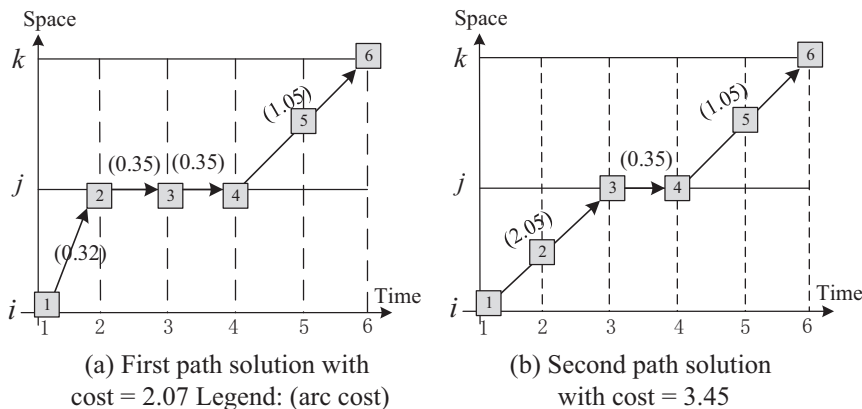 Space
k
6
(1.05)
5
(0.35) (0.35)
j
2 3 4
(0.32)
1
i
Time
1 2 3 4 5 6
(a) First path solution with
cost = 2.07 Legend: (arc cost)
Space
k
6
(1.05)
5
(0.35)
j
3 4
(2.05)
2
1
i
Time
1 2 3 4 5 6
(b) Second path solution
with cost = 3.45